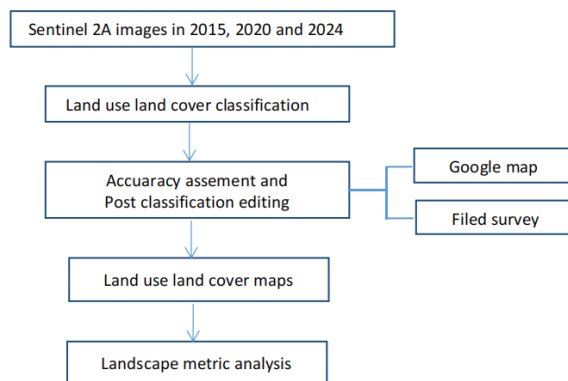 Sentinel 2A images in 2015, 2020 and 2024
Land use land cover classification
Accuaracy assement and
Post classification editing
Google map
Filed survey
Land use land cover maps
Landscape metric analysis